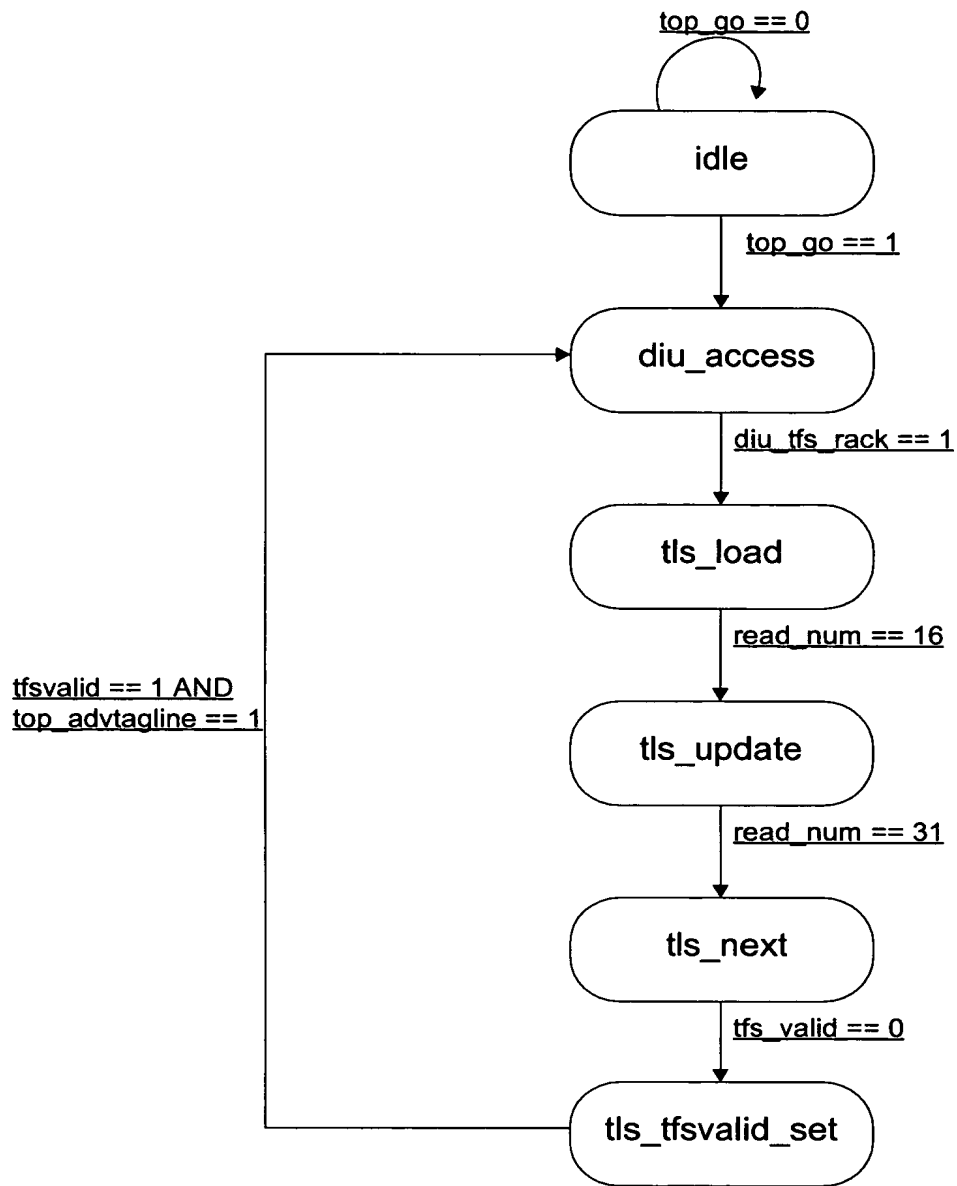 top_go == 0
idle
top_go == 1
diu_access
diu_tfs_rack == 1
tls_load
read_num == 16
tfsvalid == 1 AND
top_advtagline == 1
tls_update
read_num == 31
tls_next
tfs_valid == 0
tls_tfsvalid_set